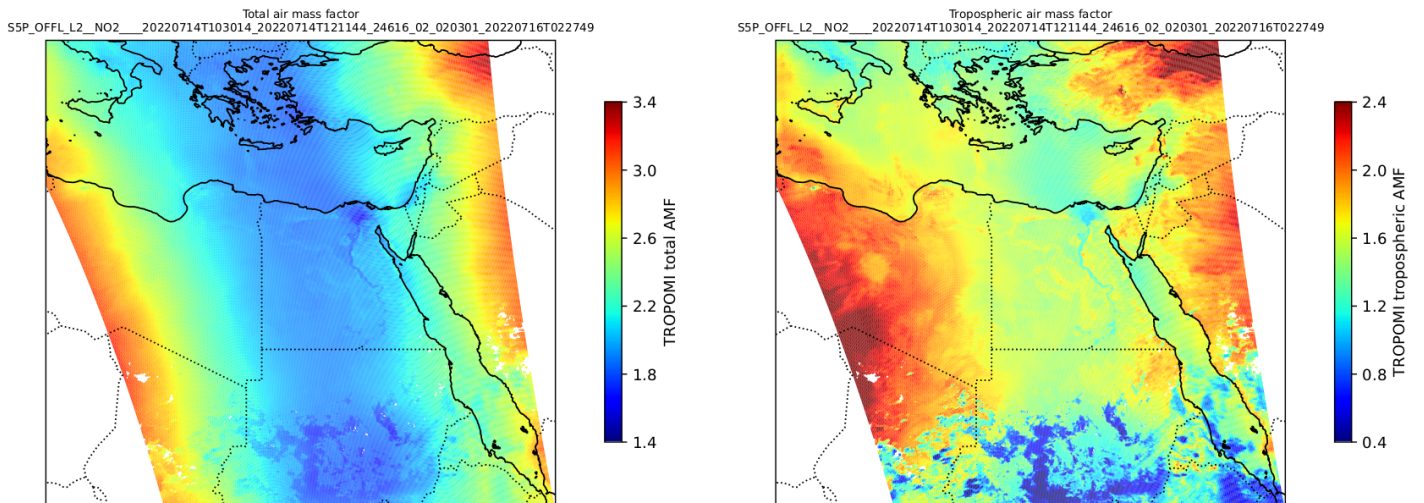 Total air mass factor
S5P_OFFL_L2__NO2____20220714T103014_20220714T121144_24616_02_020301_20220716T022749
3.4
3.0
2.6
2.2
1.8
1.4
TROPOMI total AMF
Tropospheric air mass factor
S5P_OFFL_L2__NO2____20220714T103014_20220714T121144_24616_02_020301_20220716T022749
2.4
2.0
1.6
1.2
0.8
0.4
TROPOMI tropospheric AMF